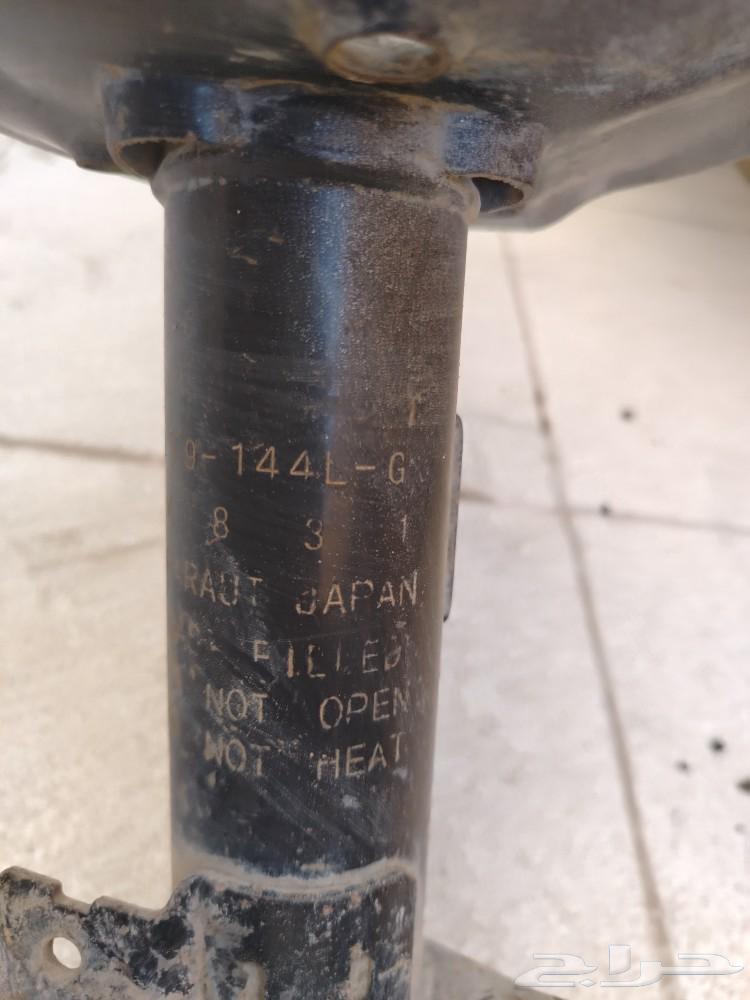 9-144L-G
8 3 1
JAPAN
FILLED
NOT OPEN
NOT HEAT
حراج